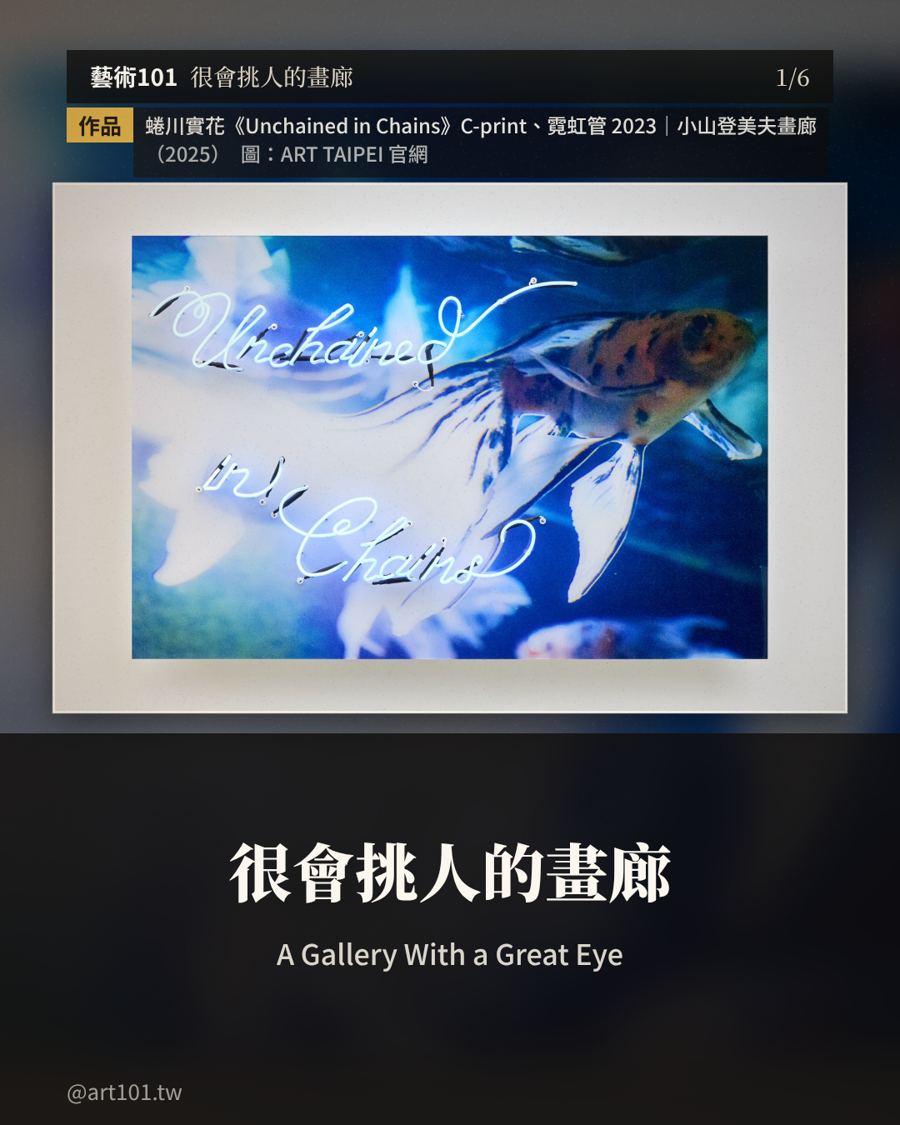 藝術101 很會挑人的畫廊 1/6
作品 蜷川實花《Unchained in Chains》C-print、霓虹管 2023｜小山登美夫畫廊
（2025） 圖：ART TAIPEI 官網
Unchained
in
Chains
很會挑人的畫廊
A Gallery With a Great Eye
@art101.tw